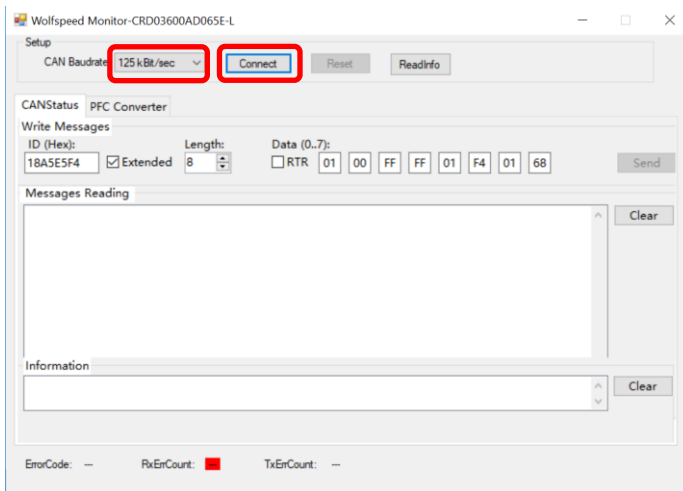 Wolfspeed Monitor-CRD03600AD065E-L
Setup
CAN Baudrate 125 kBit/sec Connect Reset ReadInfo
CANStatus PFC Converter
Write Messages
ID (Hex): Length: Data (0..7):
18A5E5F4 Extended 8 RTR 01 00 FF FF 01 F4 01 68 Send
Messages Reading
Clear
Information
Clear
ErrorCode: -- RxErrCount: -- TxErrCount: --